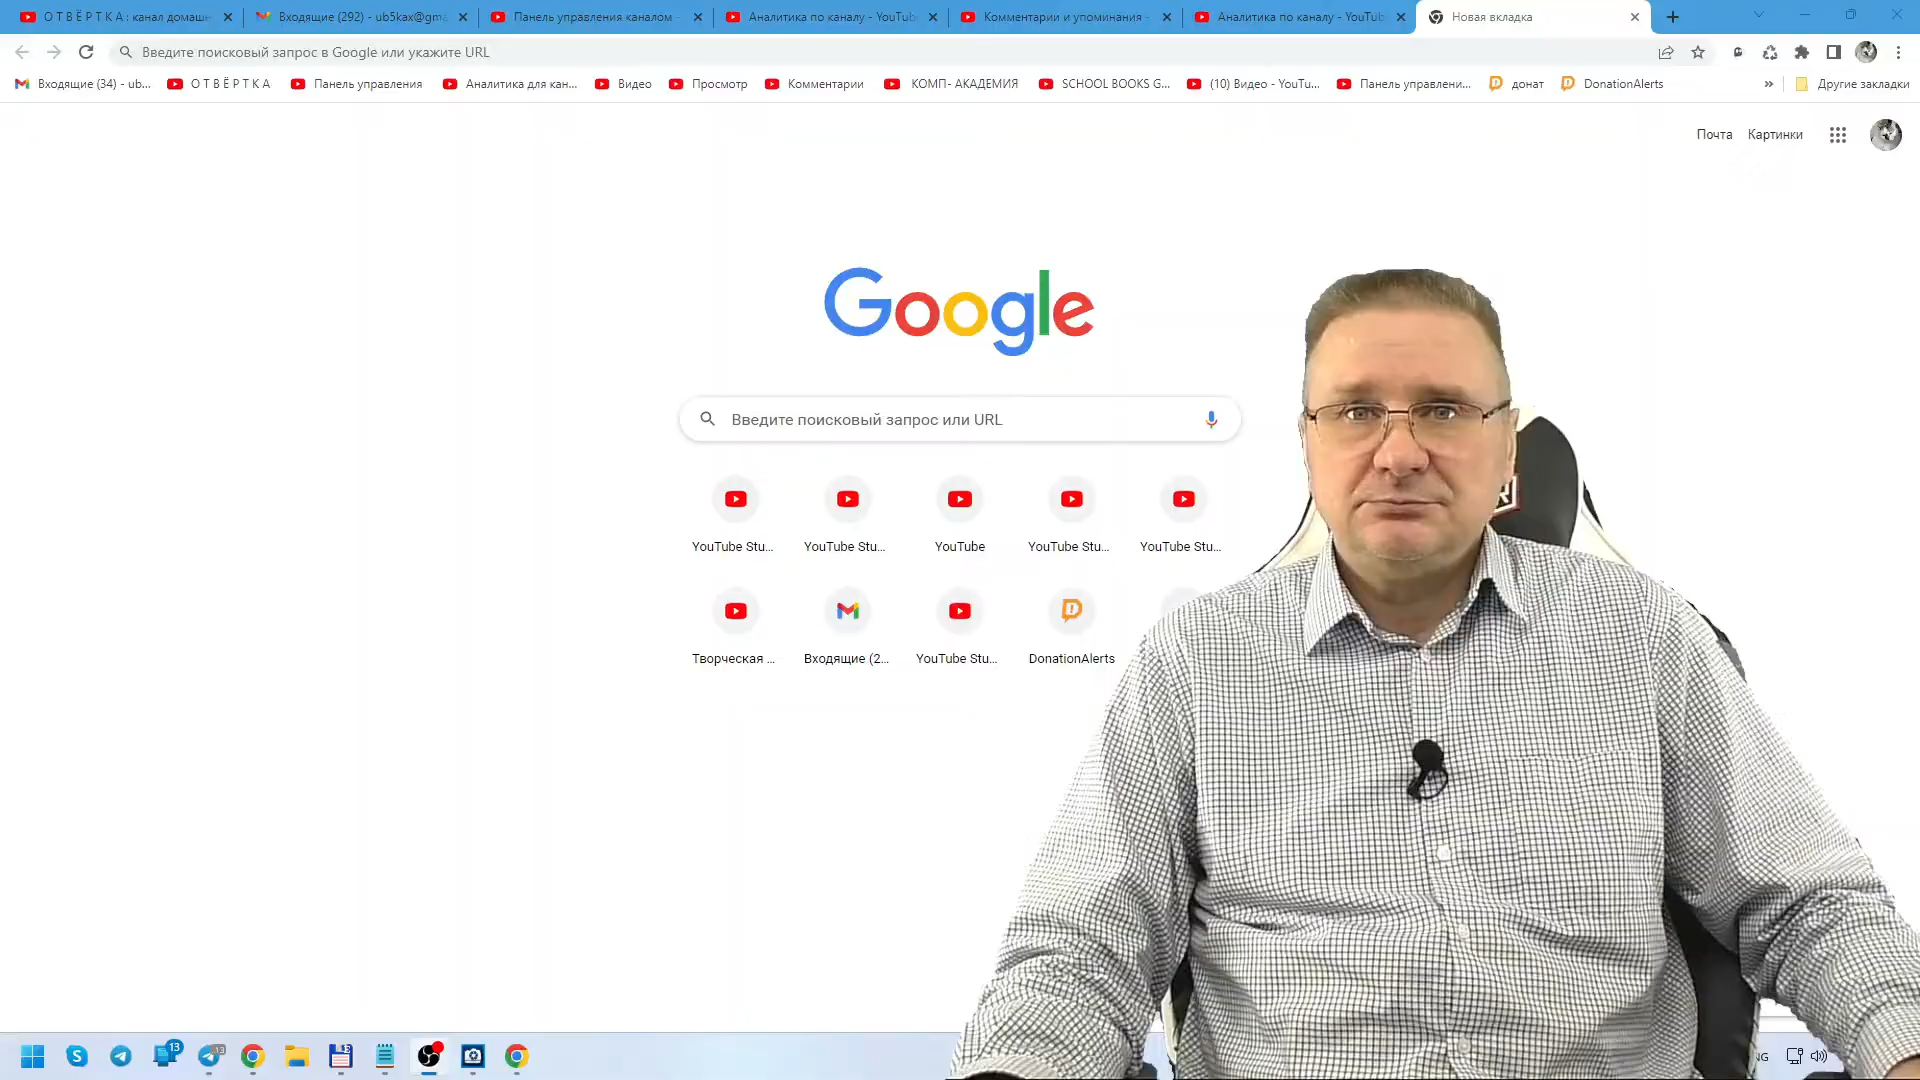 О Т В Ё Р Т К А : канал домаш
Входящие (292) - ub5kax@gma
Панель управления каналом -
Аналитика по каналу - YouTub
Комментарии и упоминания -
Аналитика по каналу - YouTub
Новая вкладка
Введите поисковый запрос в Google или укажите URL
Входящие (34) - ub...
О Т В Ё Р Т К А
Панель управления
Аналитика для кан...
Видео
Просмотр
Комментарии
КОМП- АКАДЕМИЯ
SCHOOL BOOKS G...
(10) Видео - YouTu...
Панель управлени...
донат
DonationAlerts
»
Другие закладки
Почта
Картинки
Google
Введите поисковый запрос или URL
YouTube Stu...
YouTube Stu...
YouTube
YouTube Stu...
YouTube Stu...
Творческая ...
Входящие (2...
YouTube Stu...
DonationAlerts
13
13
NG